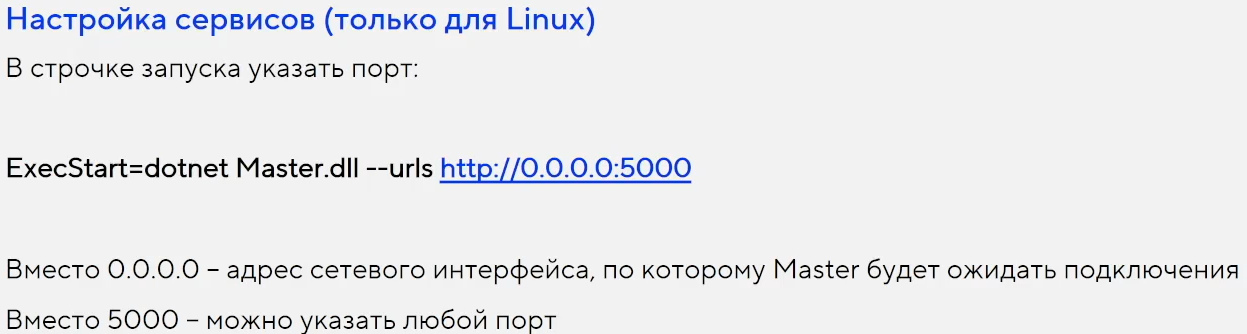 Настройка сервисов (только для Linux)
В строчке запуска указать порт:
ExecStart=dotnet Master.dll --urls http://0.0.0.0:5000
Вместо 0.0.0.0 – адрес сетевого интерфейса, по которому Master будет ожидать подключения
Вместо 5000 – можно указать любой порт